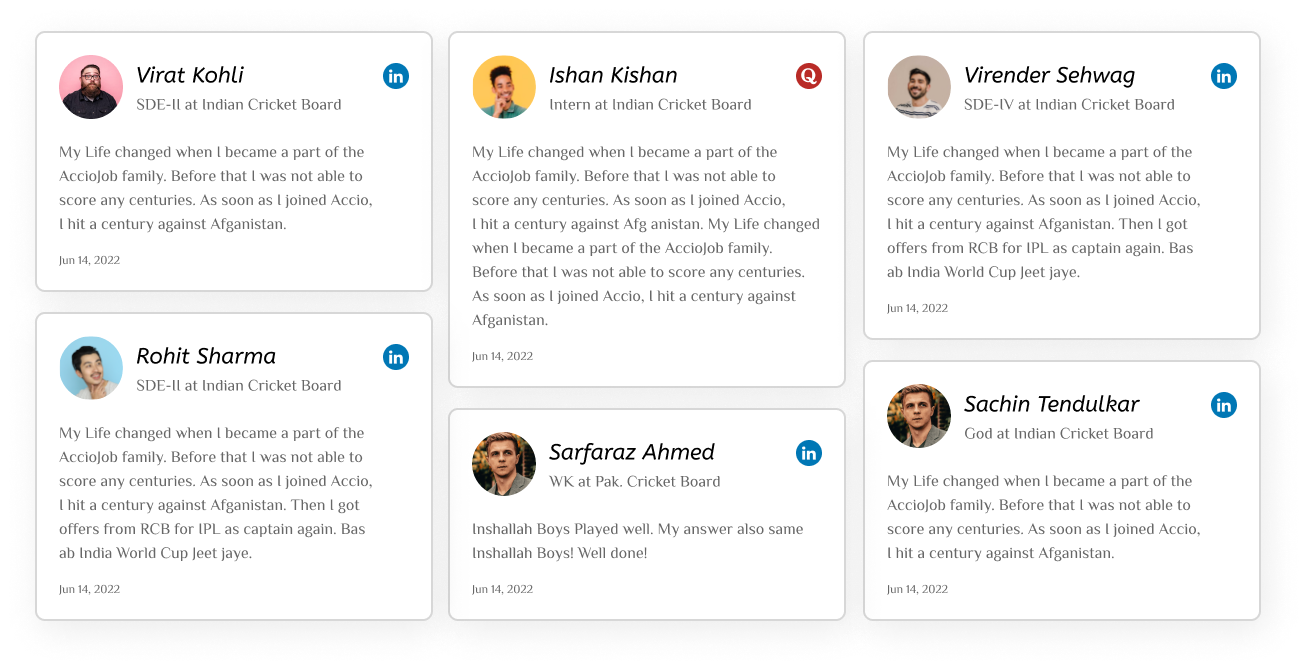 Virat Kohli
SDE-II at Indian Cricket Board
in
My Life changed when I became a part of the
AccioJob family. Before that I was not able to
score any centuries. As soon as I joined Accio,
I hit a century against Afganistan.
Jun 14, 2022
Rohit Sharma
SDE-II at Indian Cricket Board
in
My Life changed when I became a part of the
AccioJob family. Before that I was not able to
score any centuries. As soon as I joined Accio,
I hit a century against Afganistan. Then I got
offers from RCB for IPL as captain again. Bas
ab India World Cup Jeet jaye.
Jun 14, 2022
Ishan Kishan
Intern at Indian Cricket Board
Q
My Life changed when I became a part of the
AccioJob family. Before that I was not able to
score any centuries. As soon as I joined Accio,
I hit a century against Afg anistan. My Life changed
when I became a part of the AccioJob family.
Before that I was not able to score any centuries.
As soon as I joined Accio, I hit a century against
Afganistan.
Jun 14, 2022
Sarfaraz Ahmed
WK at Pak. Cricket Board
in
Inshallah Boys Played well. My answer also same
Inshallah Boys! Well done!
Jun 14, 2022
Virender Sehwag
SDE-IV at Indian Cricket Board
in
My Life changed when I became a part of the
AccioJob family. Before that I was not able to
score any centuries. As soon as I joined Accio,
I hit a century against Afganistan. Then I got
offers from RCB for IPL as captain again. Bas
ab India World Cup Jeet jaye.
Jun 14, 2022
Sachin Tendulkar
God at Indian Cricket Board
in
My Life changed when I became a part of the
AccioJob family. Before that I was not able to
score any centuries. As soon as I joined Accio,
I hit a century against Afganistan.
Jun 14, 2022